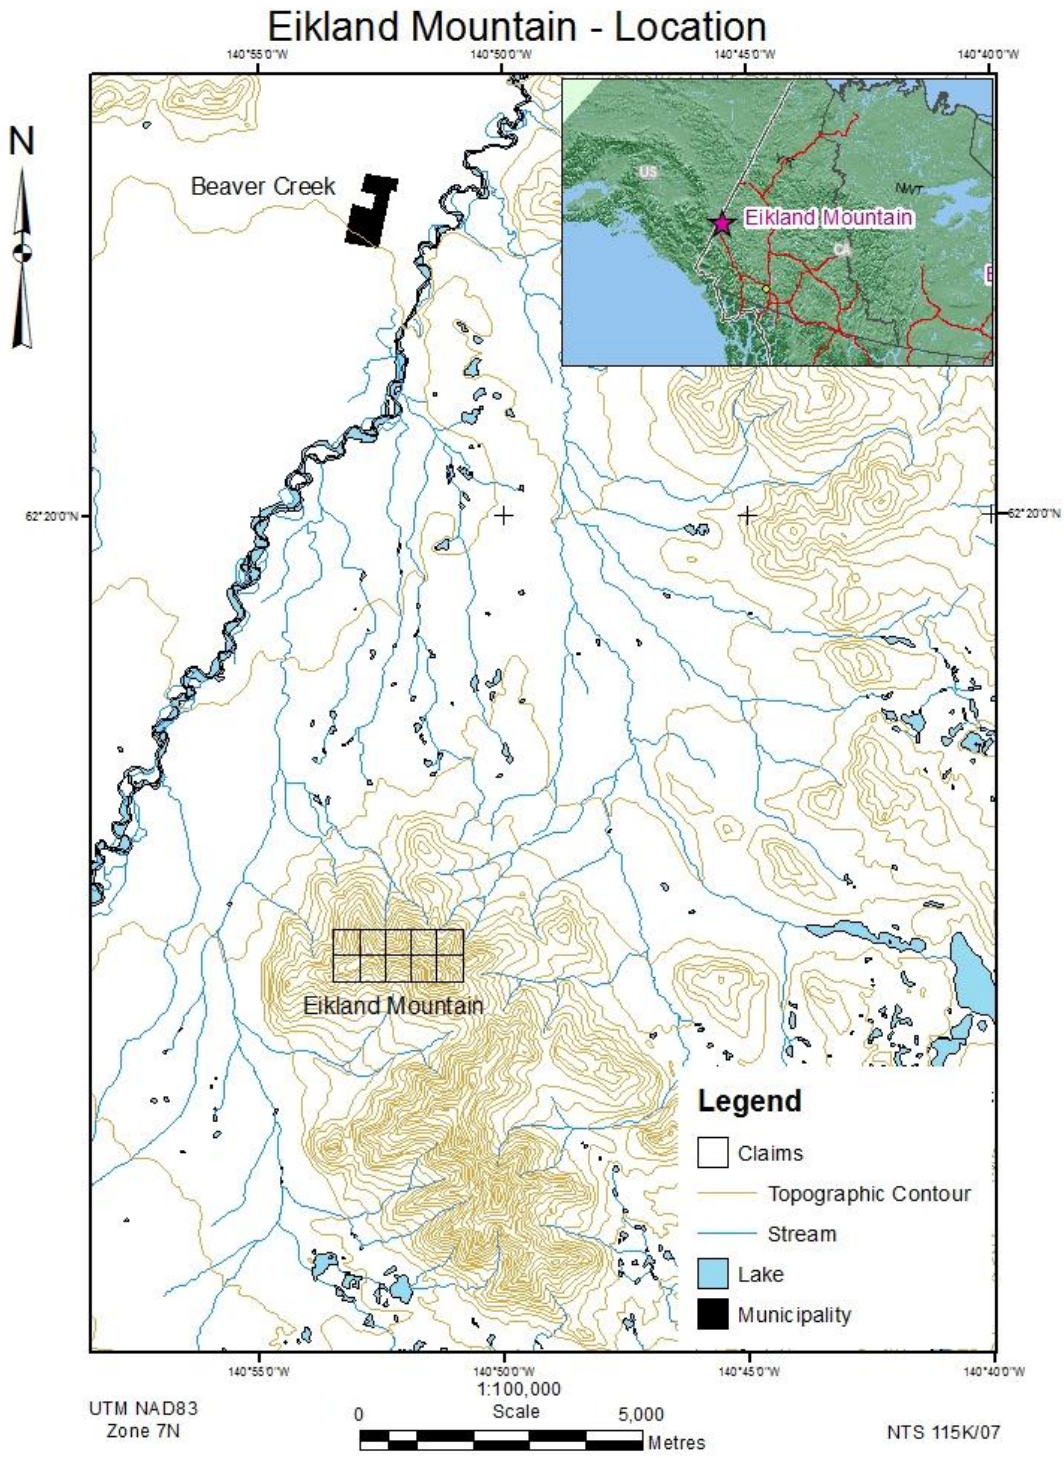 Eikland Mountain - Location
140°55'0"W
140°50'0"W
140°45'0"W
140°40'0"W
N
Beaver Creek
US
NWT
Eikland Mountain
CA
62°20'0"N
62°20'0"N
Eikland Mountain
Legend
Claims
Topographic Contour
Stream
Lake
Municipality
140°55'0"W
140°50'0"W
140°45'0"W
140°40'0"W
1:100,000
UTM NAD83
Zone 7N
Scale
0
5,000
Metres
NTS 115K/07